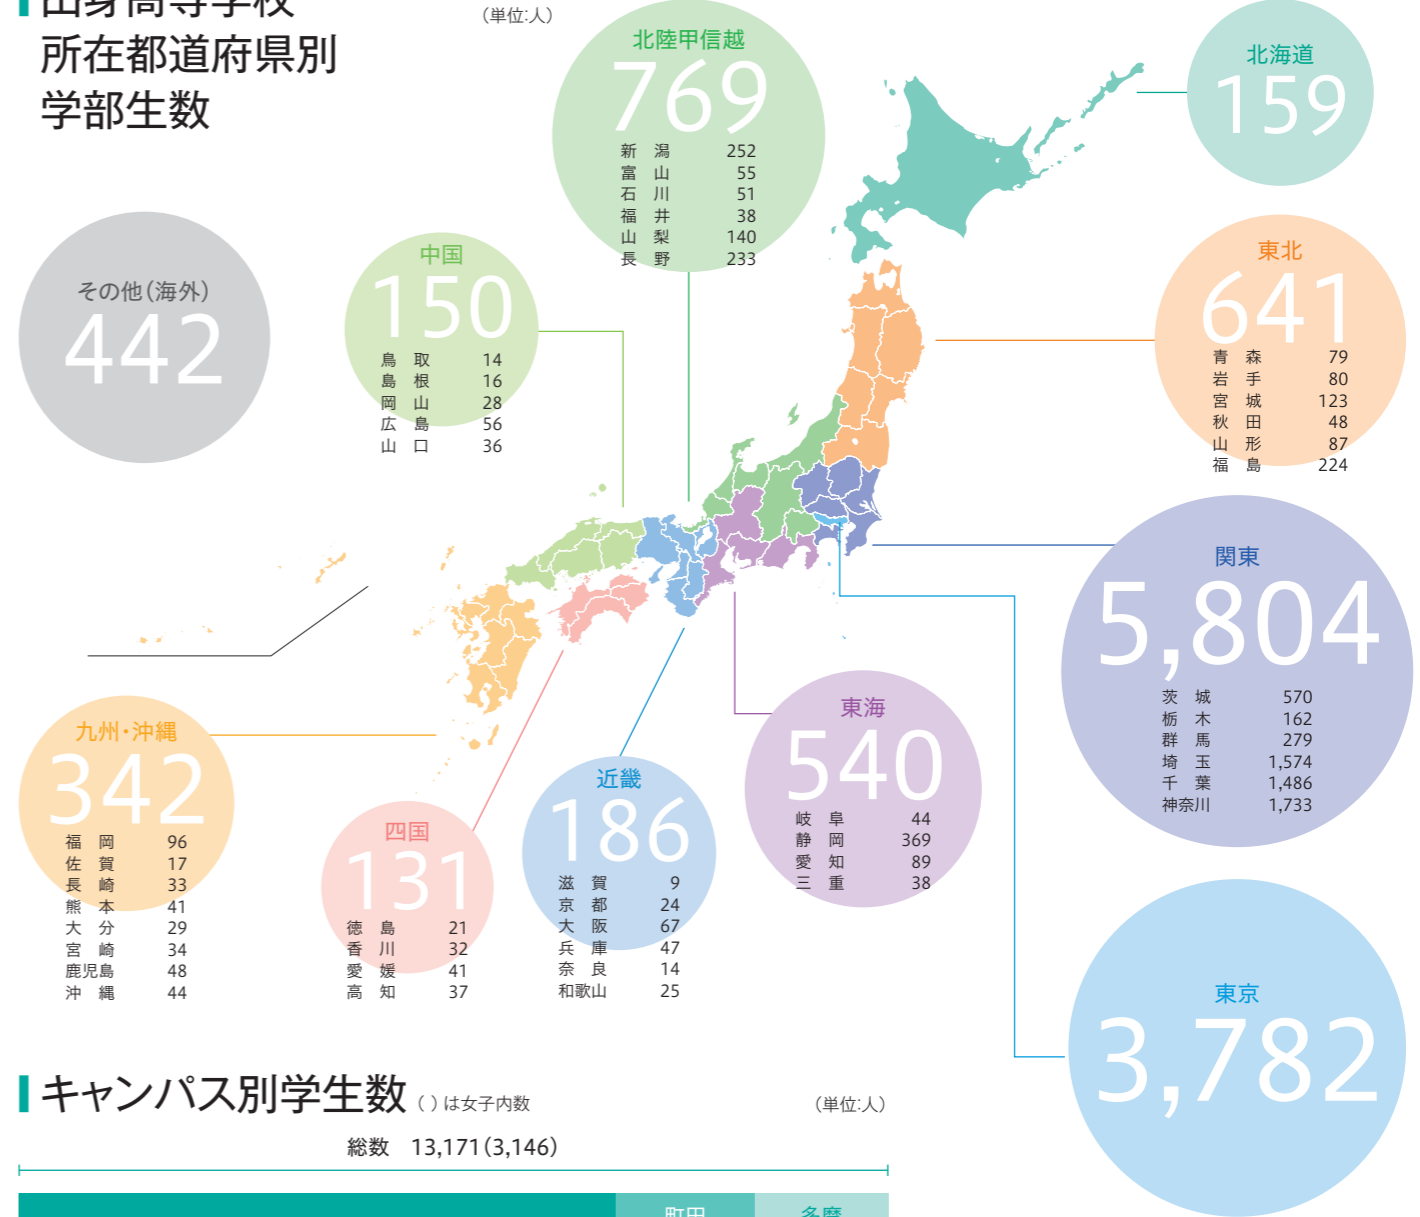 出身高等学校
所在都道府県別
学部生数
(単位:人)
北陸甲信越
769
新潟 252
富山 55
石川 51
福井 38
山梨 140
長野 233
北海道
159
その他(海外)
442
中国
150
鳥取 14
島根 16
岡山 28
広島 56
山口 36
東北
641
青森 79
岩手 80
宮城 123
秋田 48
山形 87
福島 224
関東
5,804
茨城 570
栃木 162
群馬 279
埼玉 1,574
千葉 1,486
神奈川 1,733
九州・沖縄
342
福岡 96
佐賀 17
長崎 33
熊本 41
大分 29
宮崎 34
鹿児島 48
沖縄 44
四国
131
徳島 21
香川 32
愛媛 41
高知 37
近畿
186
滋賀 9
京都 24
大阪 67
兵庫 47
奈良 14
和歌山 25
東海
540
岐阜 44
静岡 369
愛知 89
三重 38
東京
3,782
キャンパス別学生数 ( )は女子内数 (単位:人)
総数 13,171(3,146)
町田 多摩